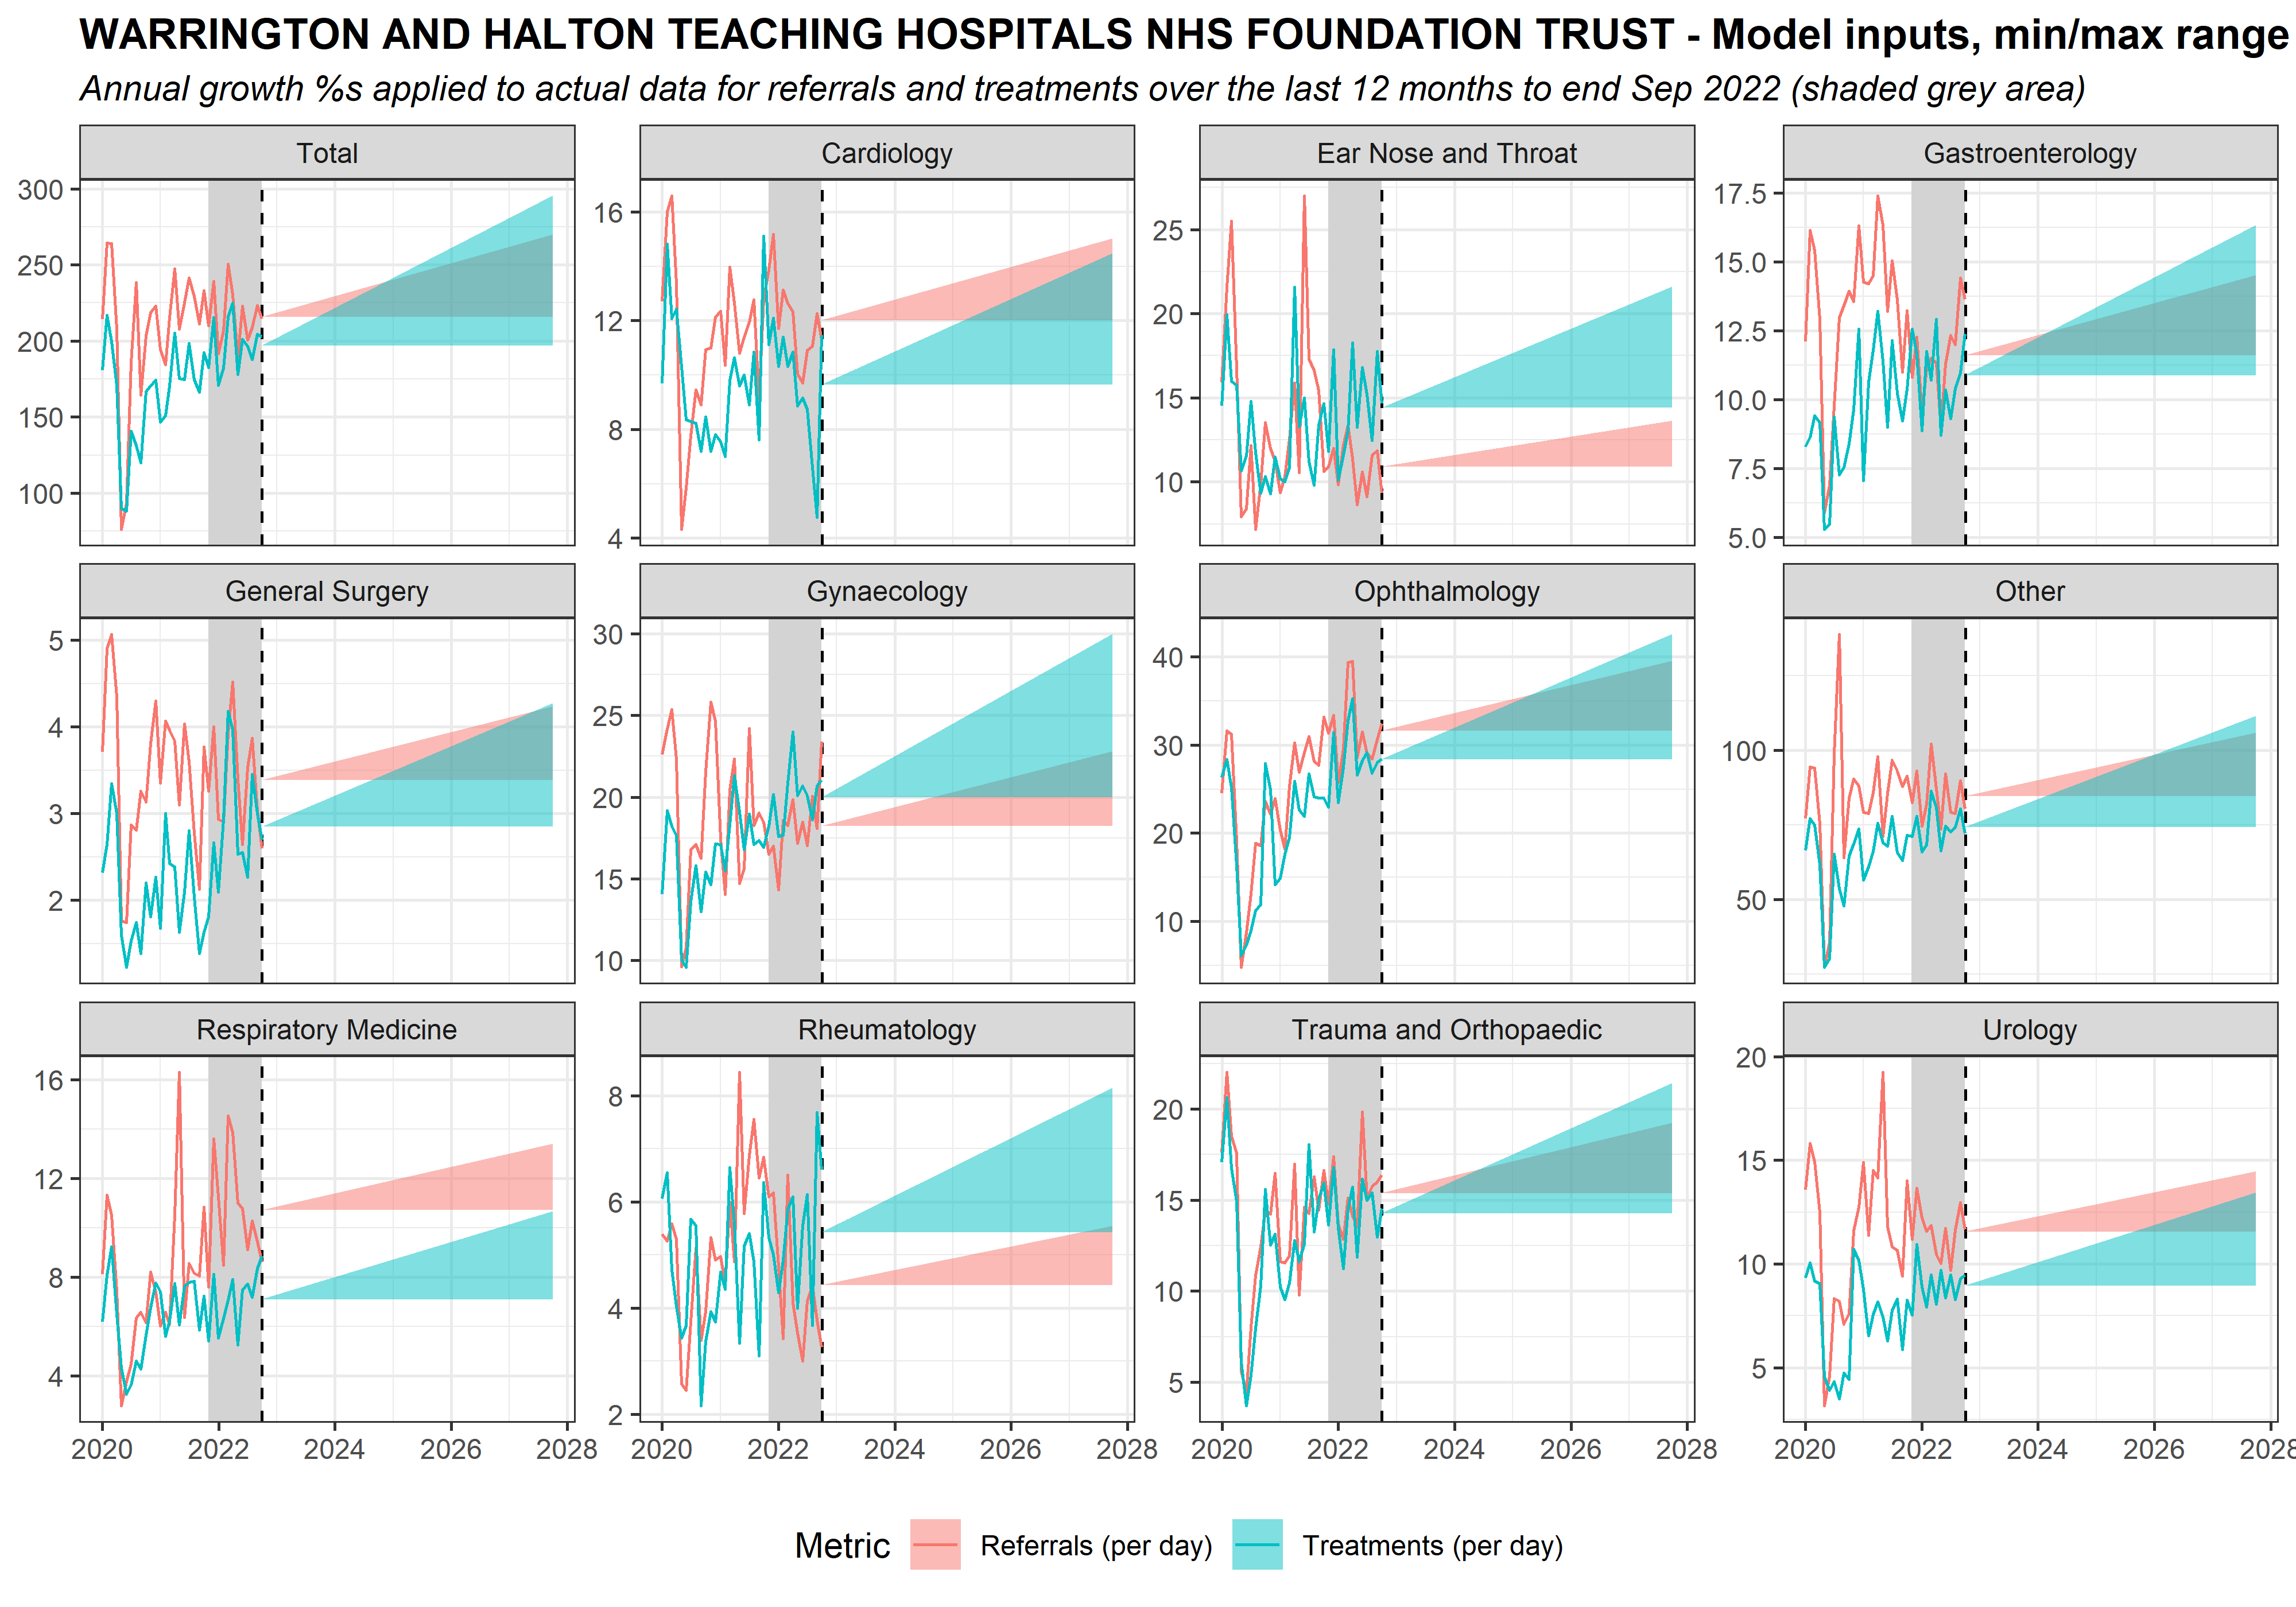 WARRINGTON AND HALTON TEACHING HOSPITALS NHS FOUNDATION TRUST - Model inputs, min/max range
Annual growth %s applied to actual data for referrals and treatments over the last 12 months to end Sep 2022 (shaded grey area)
Total
300
250
200
150
100
Cardiology
16
12
8
4
Ear Nose and Throat
25
20
15
10
Gastroenterology
17.5
15.0
12.5
10.0
7.5
5.0
General Surgery
5
4
3
2
Gynaecology
30
25
20
15
10
Ophthalmology
40
30
20
10
Other
100
50
Respiratory Medicine
16
12
8
4
2020 2022 2024 2026 2028
Rheumatology
8
6
4
2
2020 2022 2024 2026 2028
Trauma and Orthopaedic
20
15
10
5
2020 2022 2024 2026 2028
Urology
20
15
10
5
2020 2022 2024 2026 2028
Metric Referrals (per day) Treatments (per day)